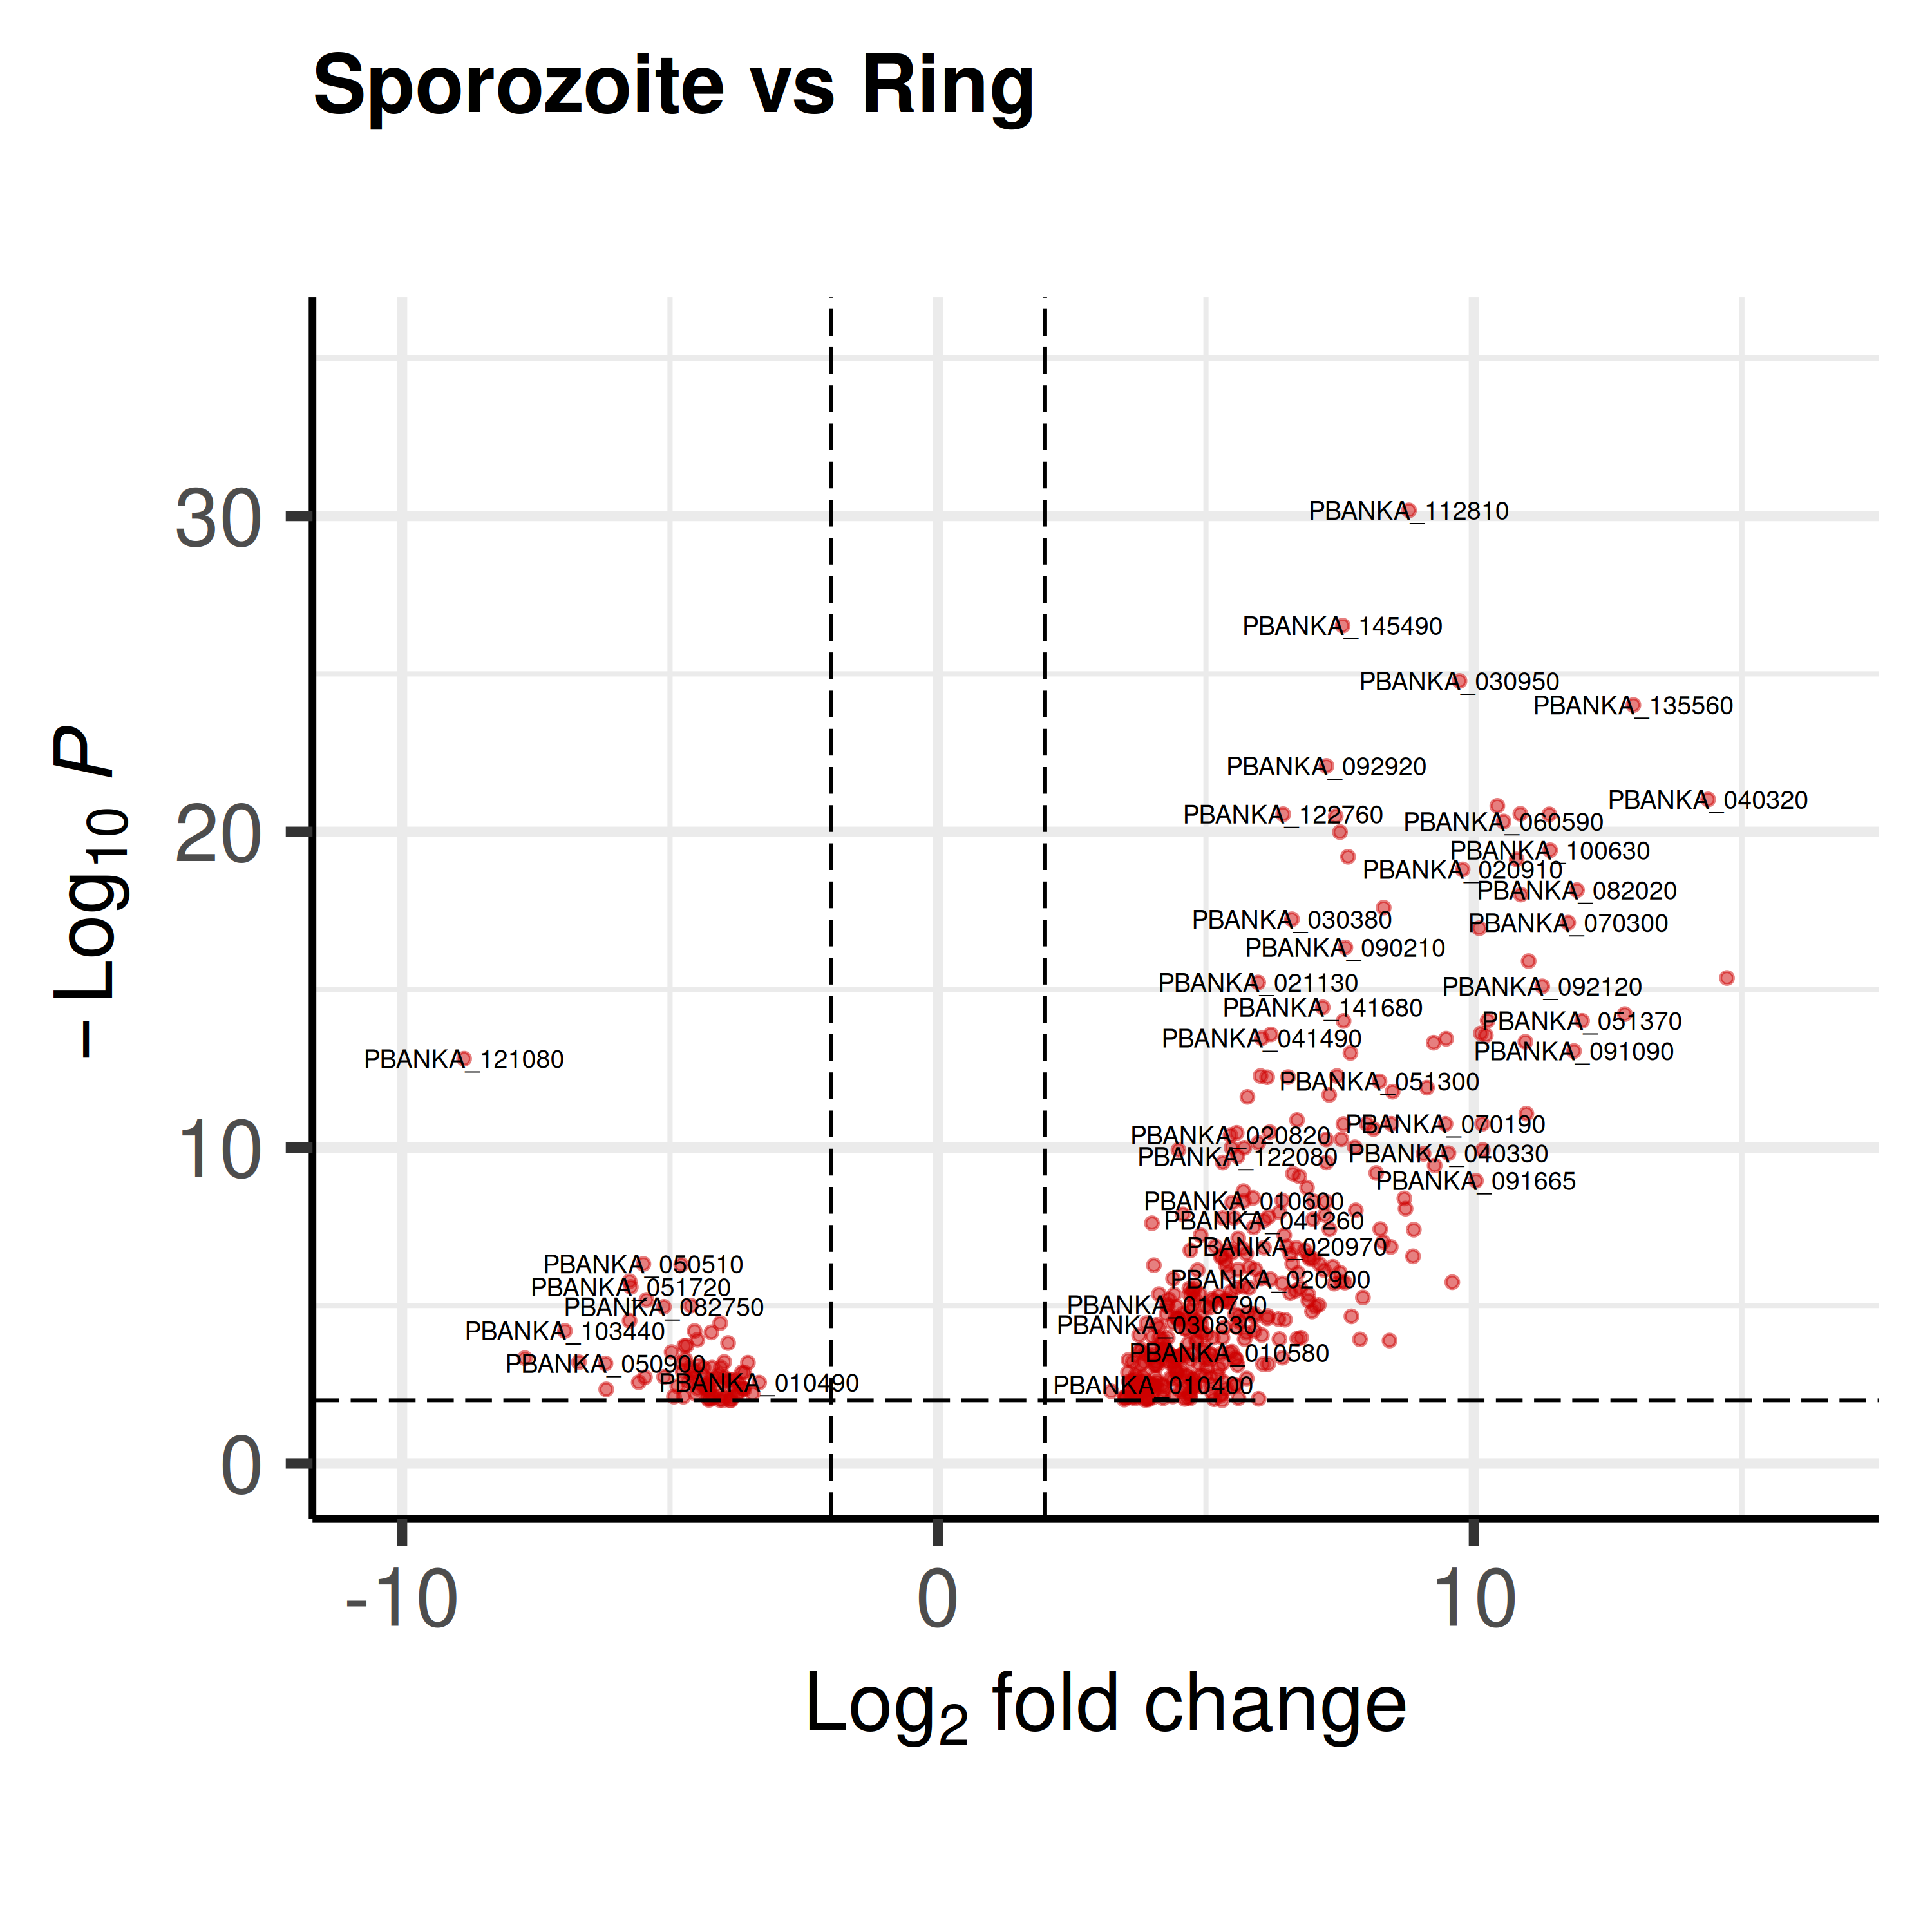 Sporozoite vs Ring
− Log10 P
30
20
10
0
PBANKA_112810
PBANKA_145490
PBANKA_030950
PBANKA_135560
PBANKA_092920
PBANKA_040320
PBANKA_122760
PBANKA_060590
PBANKA_100630
PBANKA_020910
PBANKA_082020
PBANKA_030380
PBANKA_070300
PBANKA_090210
PBANKA_021130
PBANKA_092120
PBANKA_141680
PBANKA_051370
PBANKA_041490
PBANKA_091090
PBANKA_121080
PBANKA_051300
PBANKA_070190
PBANKA_020820
PBANKA_040330
PBANKA_122080
PBANKA_091665
PBANKA_010600
PBANKA_041260
PBANKA_020970
PBANKA_050510
PBANKA_020900
PBANKA_051720
PBANKA_010790
PBANKA_082750
PBANKA_030830
PBANKA_103440
PBANKA_010580
PBANKA_050900
PBANKA_010490
PBANKA_010400
-10
0
10
Log2 fold change